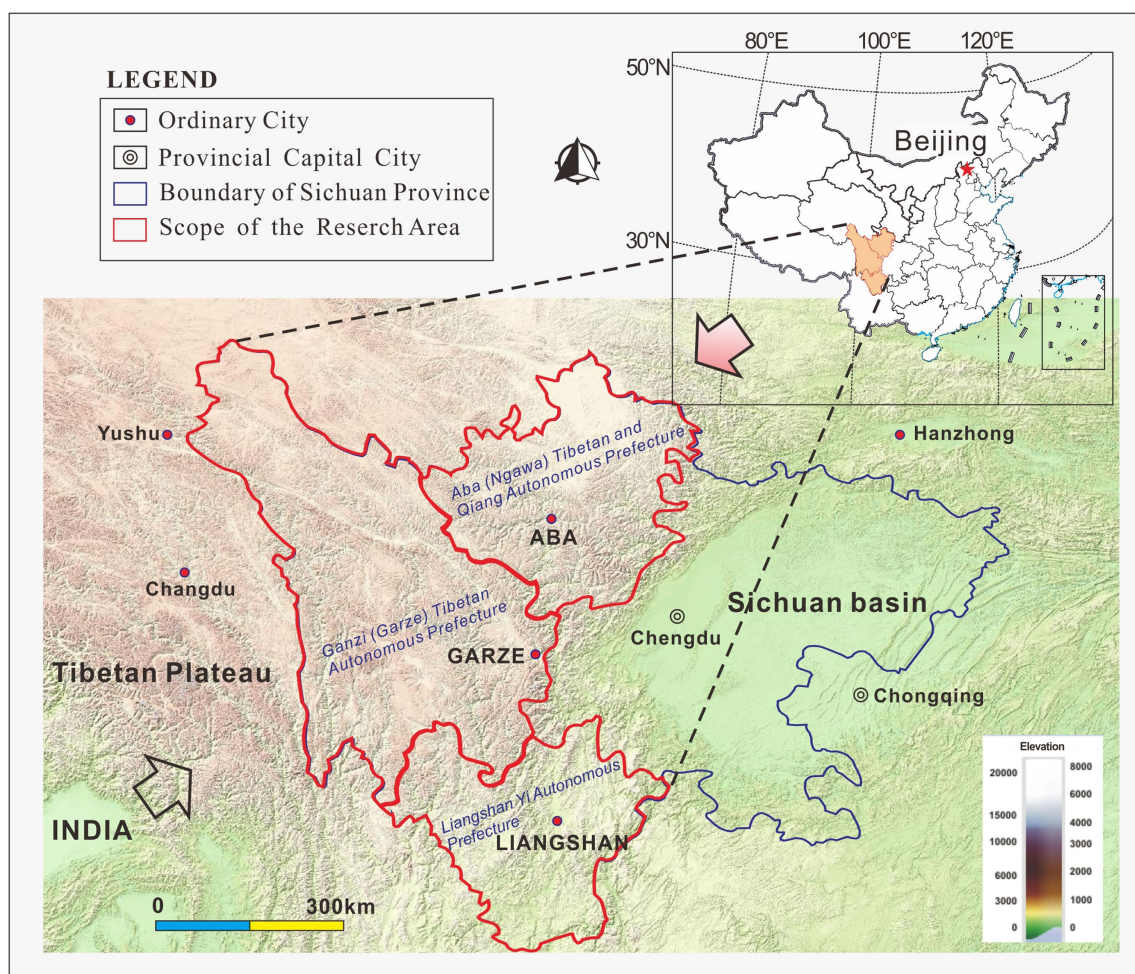 80°E
100°E
120°E
50°N
30°N
Beijing
LEGEND
Ordinary City
Provincial Capital City
Boundary of Sichuan Province
Scope of the Reserch Area
Yushu
Hanzhong
Aba (Ngawa) Tibetan and
Qiang Autonomous Prefecture
ABA
Changdu
Sichuan basin
Chengdu
Ganzi (Garze) Tibetan
Autonomous Prefecture
GARZE
Tibetan Plateau
Chongqing
Liangshan Yi Autonomous
Prefecture
LIANGSHAN
INDIA
0 300km
Elevation
20000 8000
6000
15000 4000
10000 3000
6000 2000
3000 1000
0 0